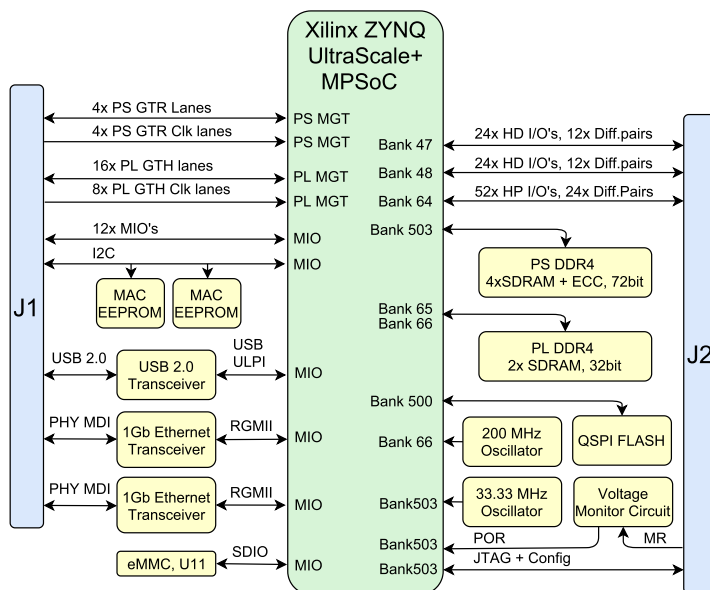 Xilinx ZYNQ
UltraScale+
MPSoC
J1
4x PS GTR Lanes
PS MGT
4x PS GTR Clk lanes
PS MGT
16x PL GTH lanes
PL MGT
8x PL GTH Clk lanes
PL MGT
12x MIO's
MIO
I2C
MIO
MAC
EEPROM
MAC
EEPROM
USB 2.0
USB 2.0
Transceiver
USB
ULPI
MIO
PHY MDI
1Gb Ethernet
Transceiver
RGMII
MIO
PHY MDI
1Gb Ethernet
Transceiver
RGMII
MIO
eMMC, U11
SDIO
MIO
Bank 47
24x HD I/O's, 12x Diff.pairs
Bank 48
24x HD I/O's, 12x Diff.pairs
Bank 64
52x HP I/O's, 24x Diff.Pairs
Bank 503
PS DDR4
4xSDRAM + ECC, 72bit
Bank 65
Bank 66
PL DDR4
2x SDRAM, 32bit
J2
Bank 500
QSPI FLASH
Bank 66
200 MHz
Oscillator
Bank503
33.33 MHz
Oscillator
Voltage
Monitor Circuit
Bank503
POR
MR
Bank503
JTAG + Config